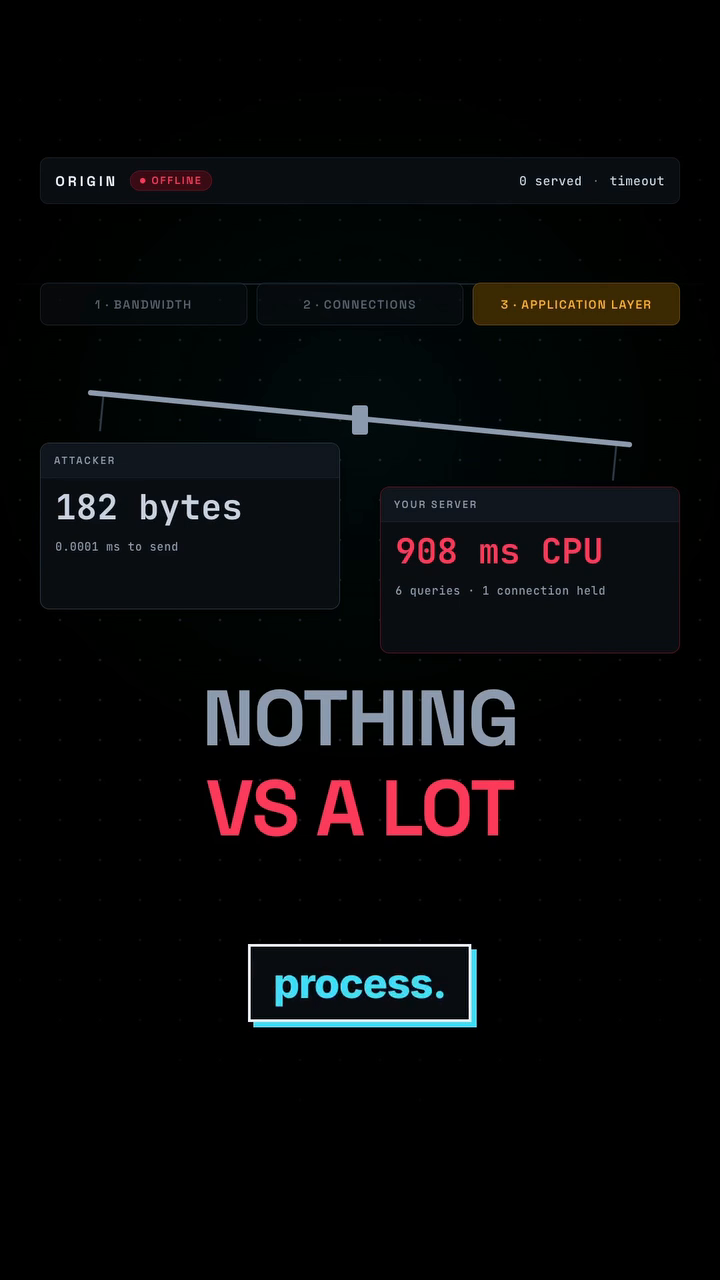 ORIGIN
OFFLINE
0 served · timeout
1 · BANDWIDTH
2 · CONNECTIONS
3 · APPLICATION LAYER
ATTACKER
182 bytes
0.0001 ms to send
YOUR SERVER
908 ms CPU
6 queries · 1 connection held
NOTHING
VS A LOT
process.